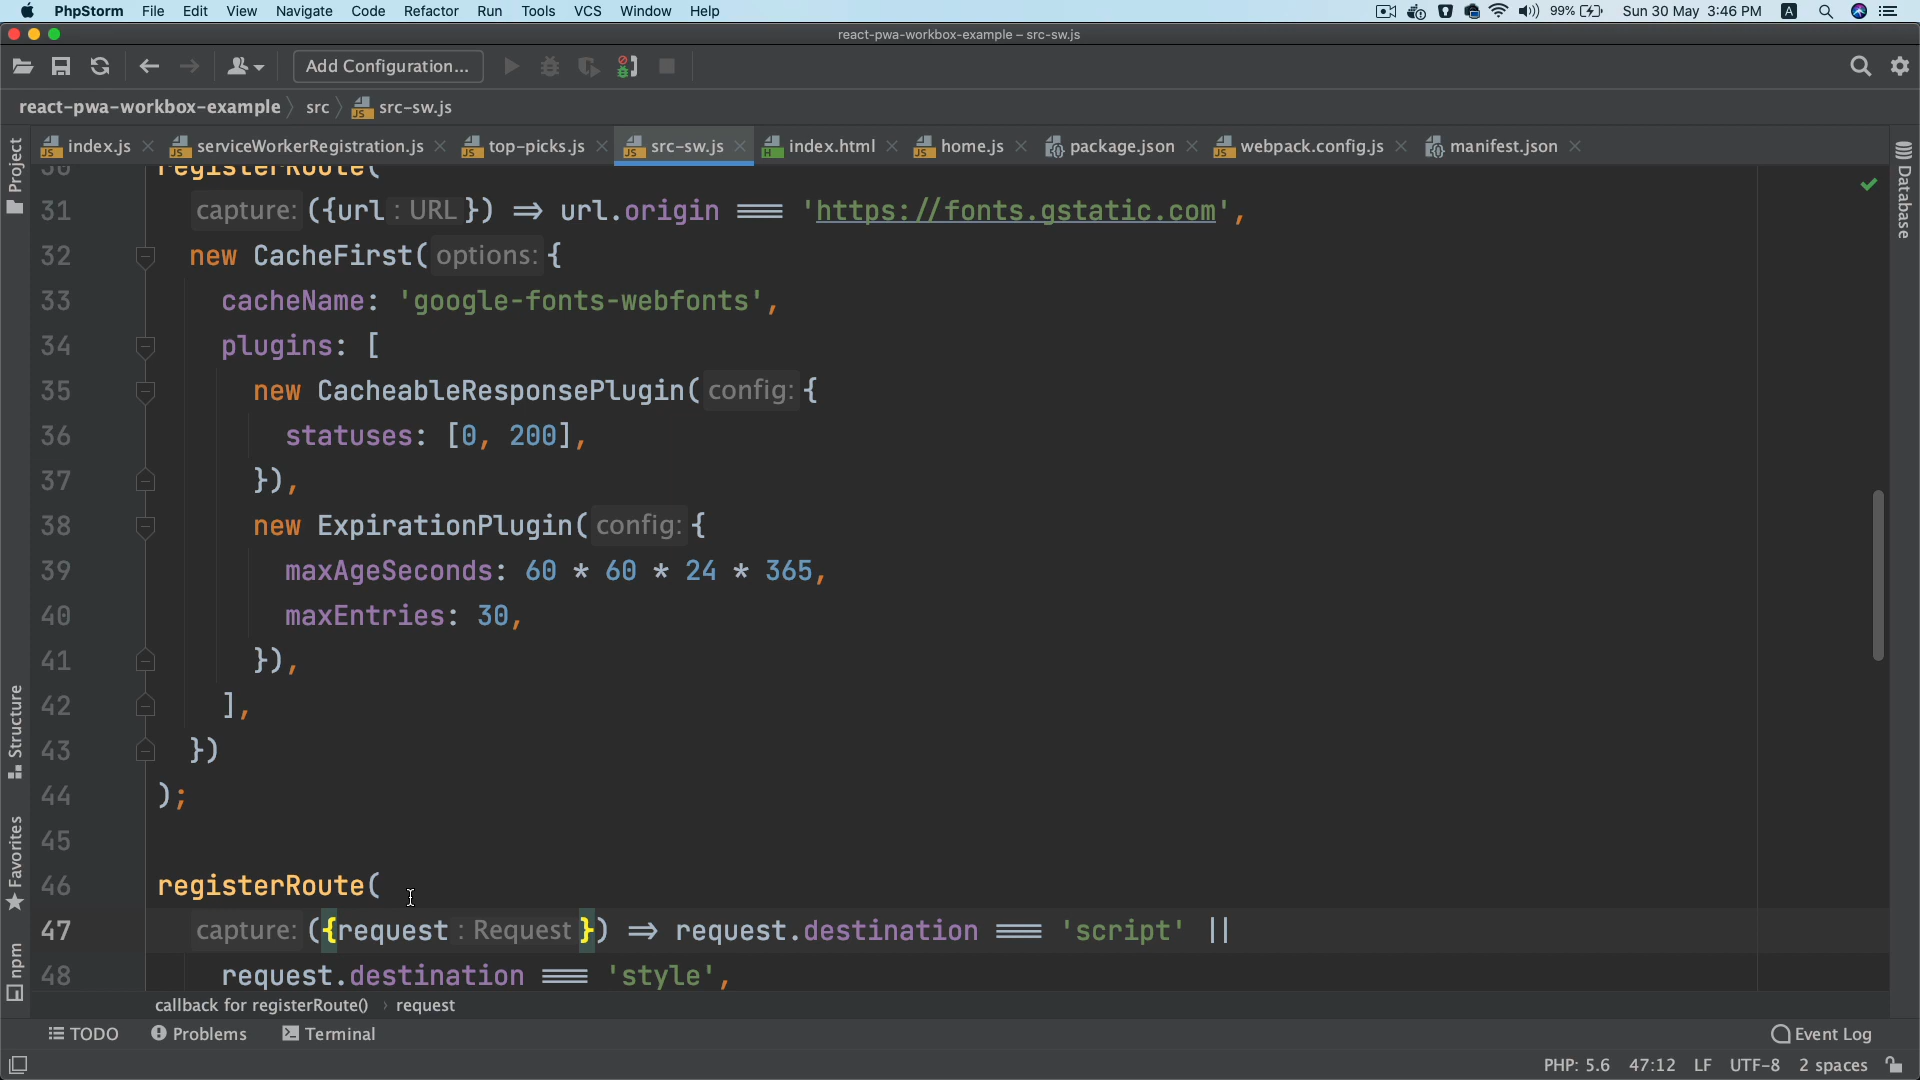 PhpStorm File Edit View Navigate Code Refactor Run Tools VCS Window Help 99% Sun 30 May 3:46 PM A
react-pwa-workbox-example – src-sw.js
Add Configuration...
react-pwa-workbox-example src src-sw.js
index.js serviceWorkerRegistration.js top-picks.js src-sw.js index.html home.js package.json webpack.config.js manifest.json
Project
Structure
Favorites
npm
Database
30 registerRoute(
31 capture: ({url : URL }) => url.origin === 'https://fonts.gstatic.com',
32 new CacheFirst( options: {
33 cacheName: 'google-fonts-webfonts',
34 plugins: [
35 new CacheableResponsePlugin( config: {
36 statuses: [0, 200],
37 }),
38 new ExpirationPlugin( config: {
39 maxAgeSeconds: 60 * 60 * 24 * 365,
40 maxEntries: 30,
41 }),
42 ],
43 })
44 );
45
46 registerRoute(
47 capture: ({request : Request }) => request.destination === 'script' ||
48 request.destination === 'style',
callback for registerRoute() › request
TODO Problems Terminal Event Log
PHP: 5.6 47:12 LF UTF-8 2 spaces